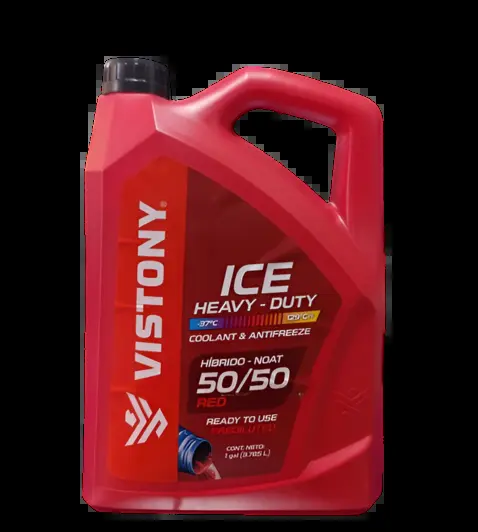 VISTONY®
ICE
HEAVY - DUTY
-37°C 129°C
COOLANT & ANTIFREEZE
HÍBRIDO - NOAT
50/50
RED
READY TO USE
PREDILUTED
CONT. NETO:
1 gal (3.785 L)